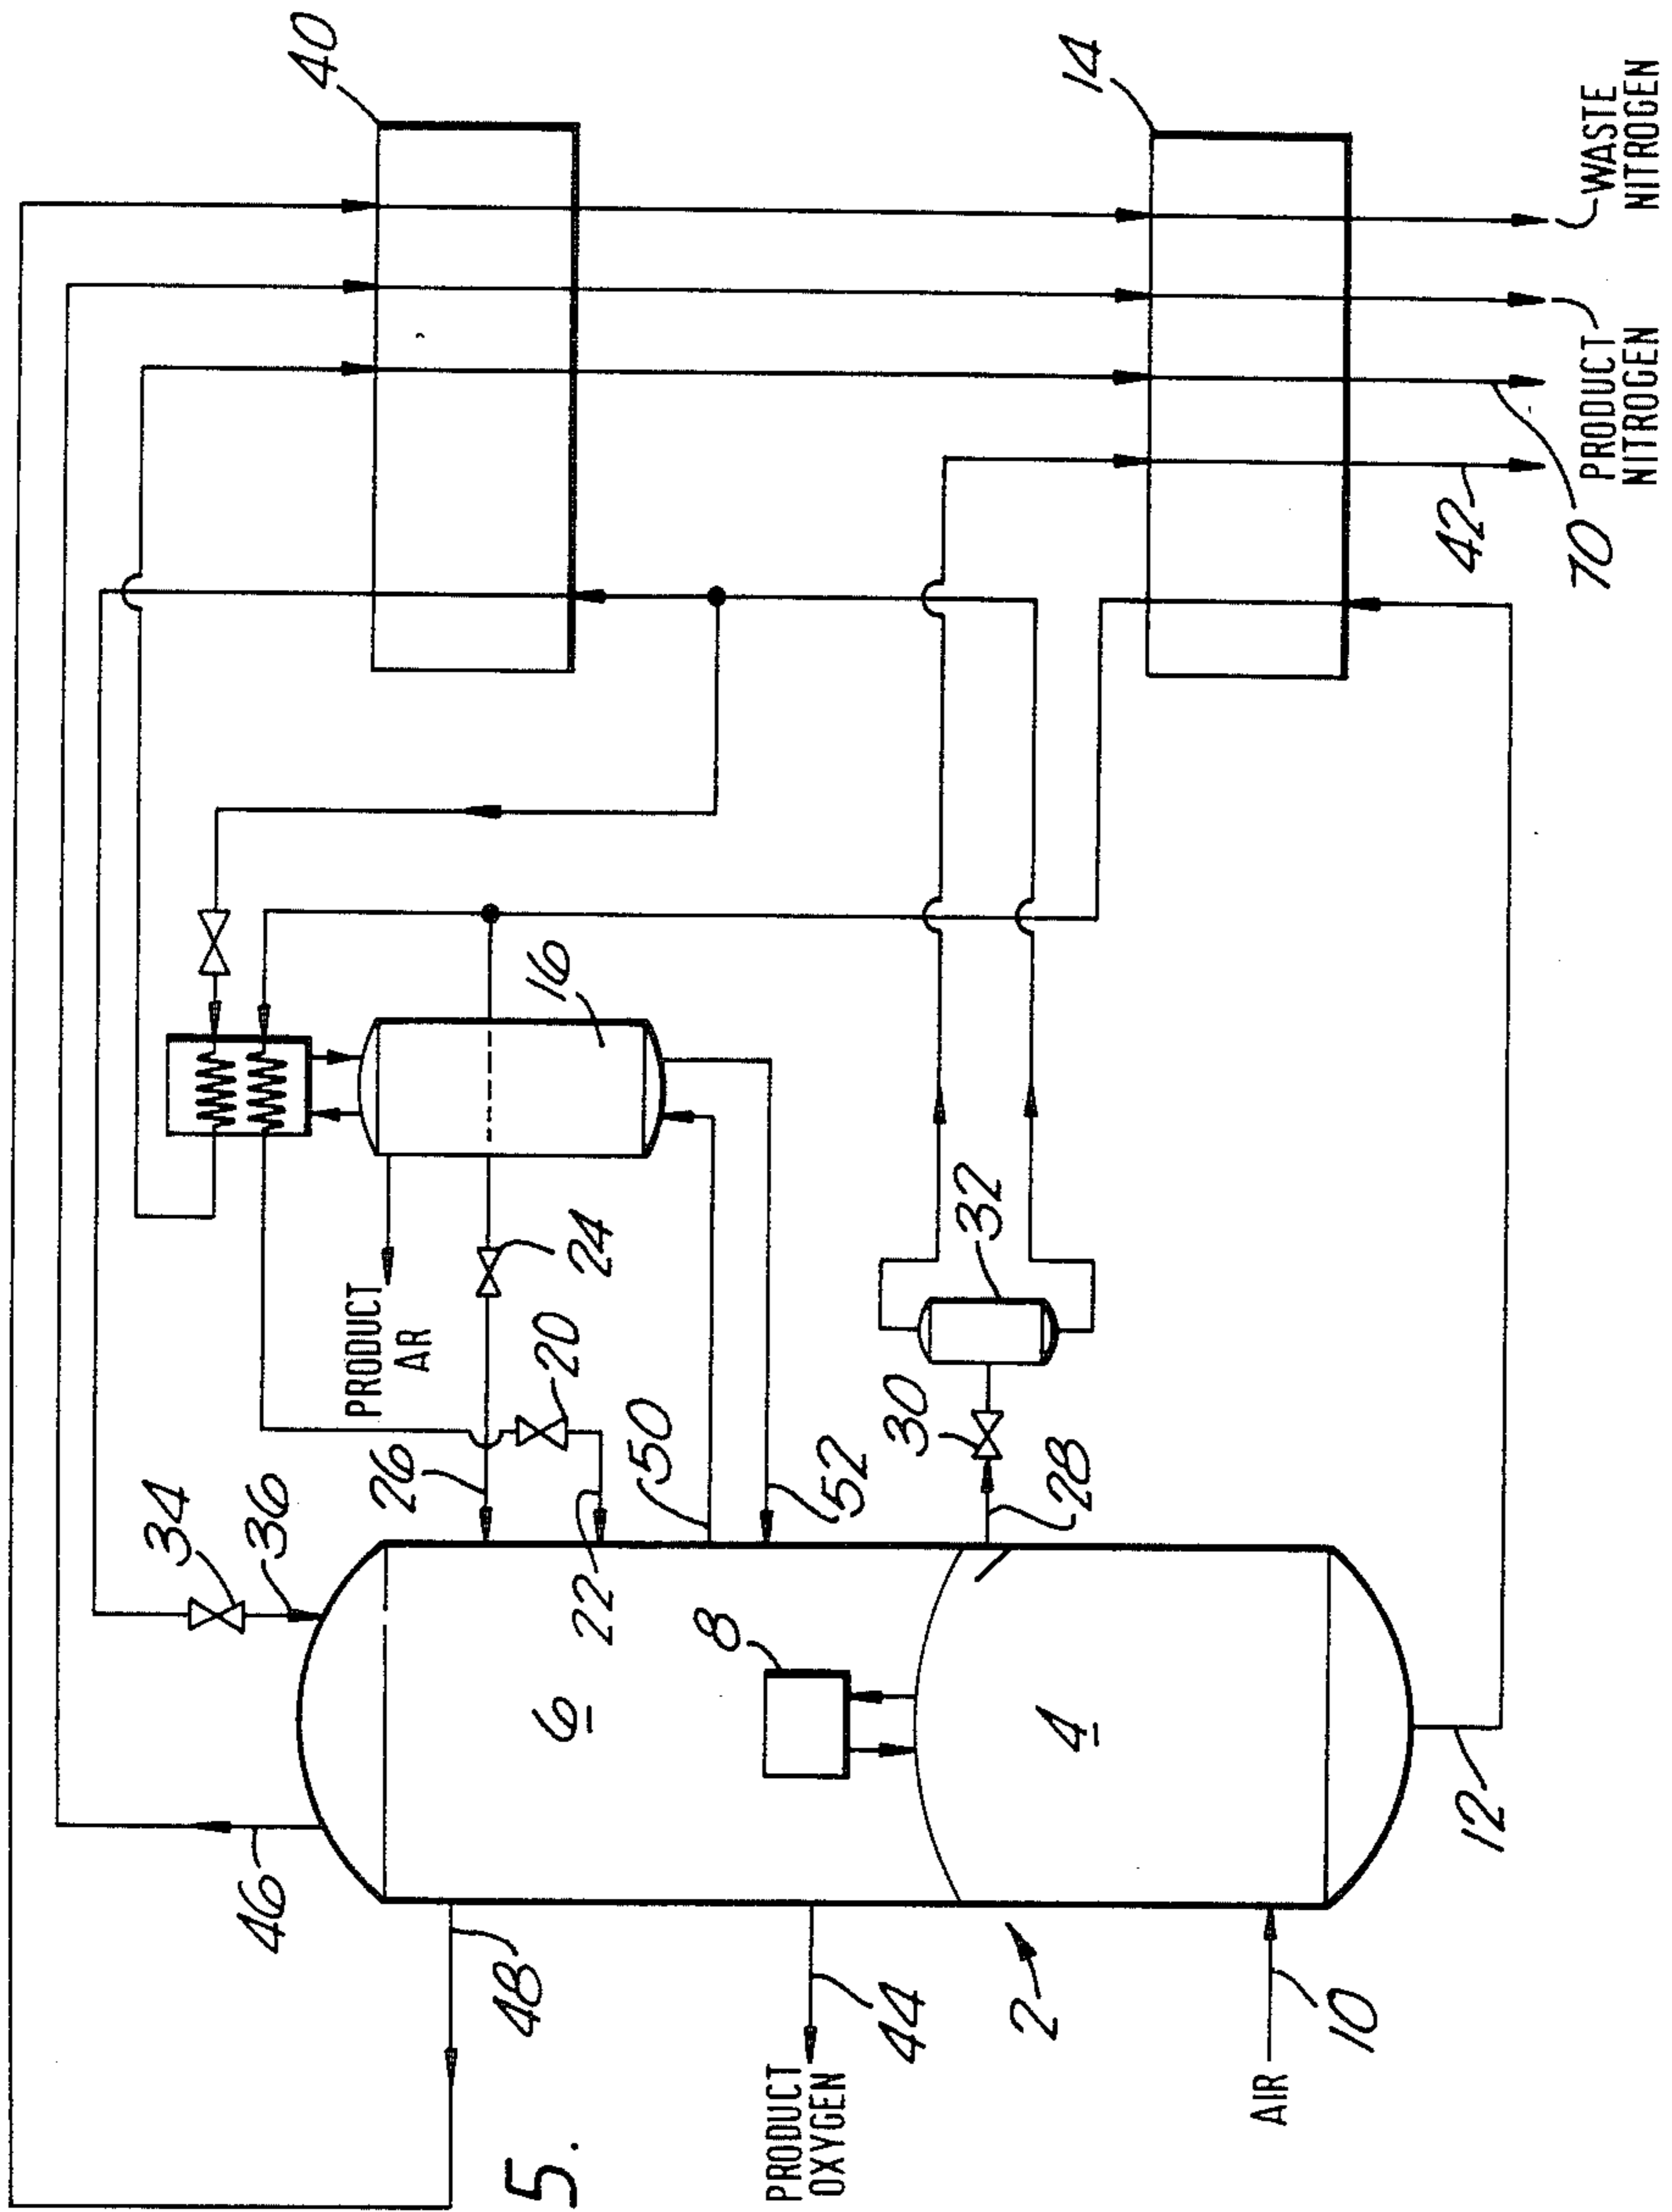 5.
46
34
36
48
26
22
50
52
20
24
PRODUCT
AR
16
40
6
8
PRODUCT
OXYGEN
44
2
4
28
30
32
14
AIR
10
12
42
70
PRODUCT
NITROGEN
WASTE
NITROGEN